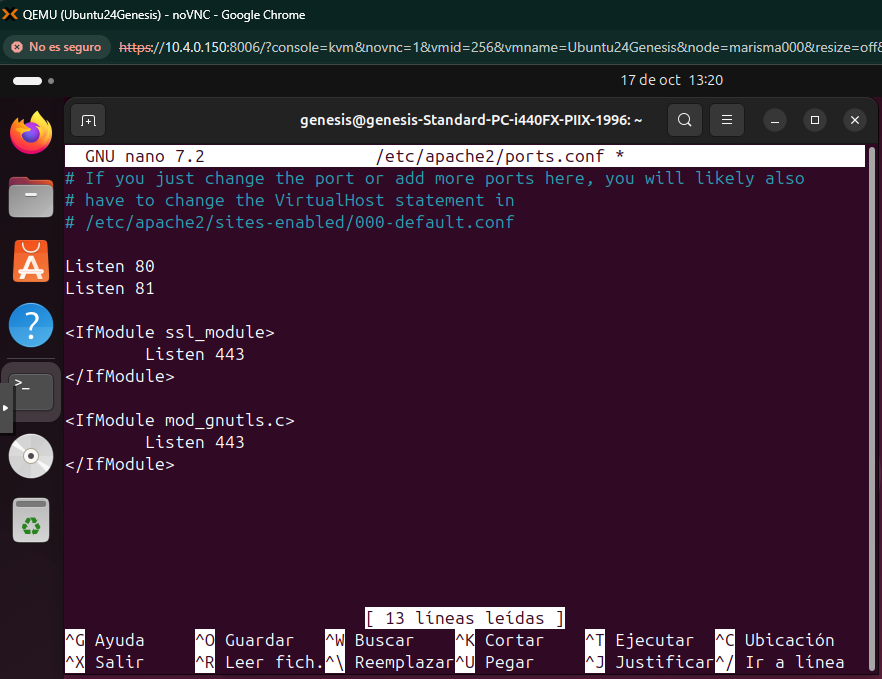 QEMU (Ubuntu24Genesis) - noVNC - Google Chrome
No es seguro https://10.4.0.150:8006/?console=kvm&novnc=1&vmid=256&vmname=Ubuntu24Genesis&node=marisma000&resize=off&
17 de oct 13:20
genesis@genesis-Standard-PC-i440FX-PIIX-1996: ~
GNU nano 7.2 /etc/apache2/ports.conf *
# If you just change the port or add more ports here, you will likely also
# have to change the VirtualHost statement in
# /etc/apache2/sites-enabled/000-default.conf
Listen 80
Listen 81
<IfModule ssl_module>
Listen 443
</IfModule>
<IfModule mod_gnutls.c>
Listen 443
</IfModule>
[ 13 líneas leídas ]
^G Ayuda ^O Guardar ^W Buscar ^K Cortar ^T Ejecutar ^C Ubicación
^X Salir ^R Leer fich. ^\ Reemplazar ^U Pegar ^J Justificar ^/ Ir a línea